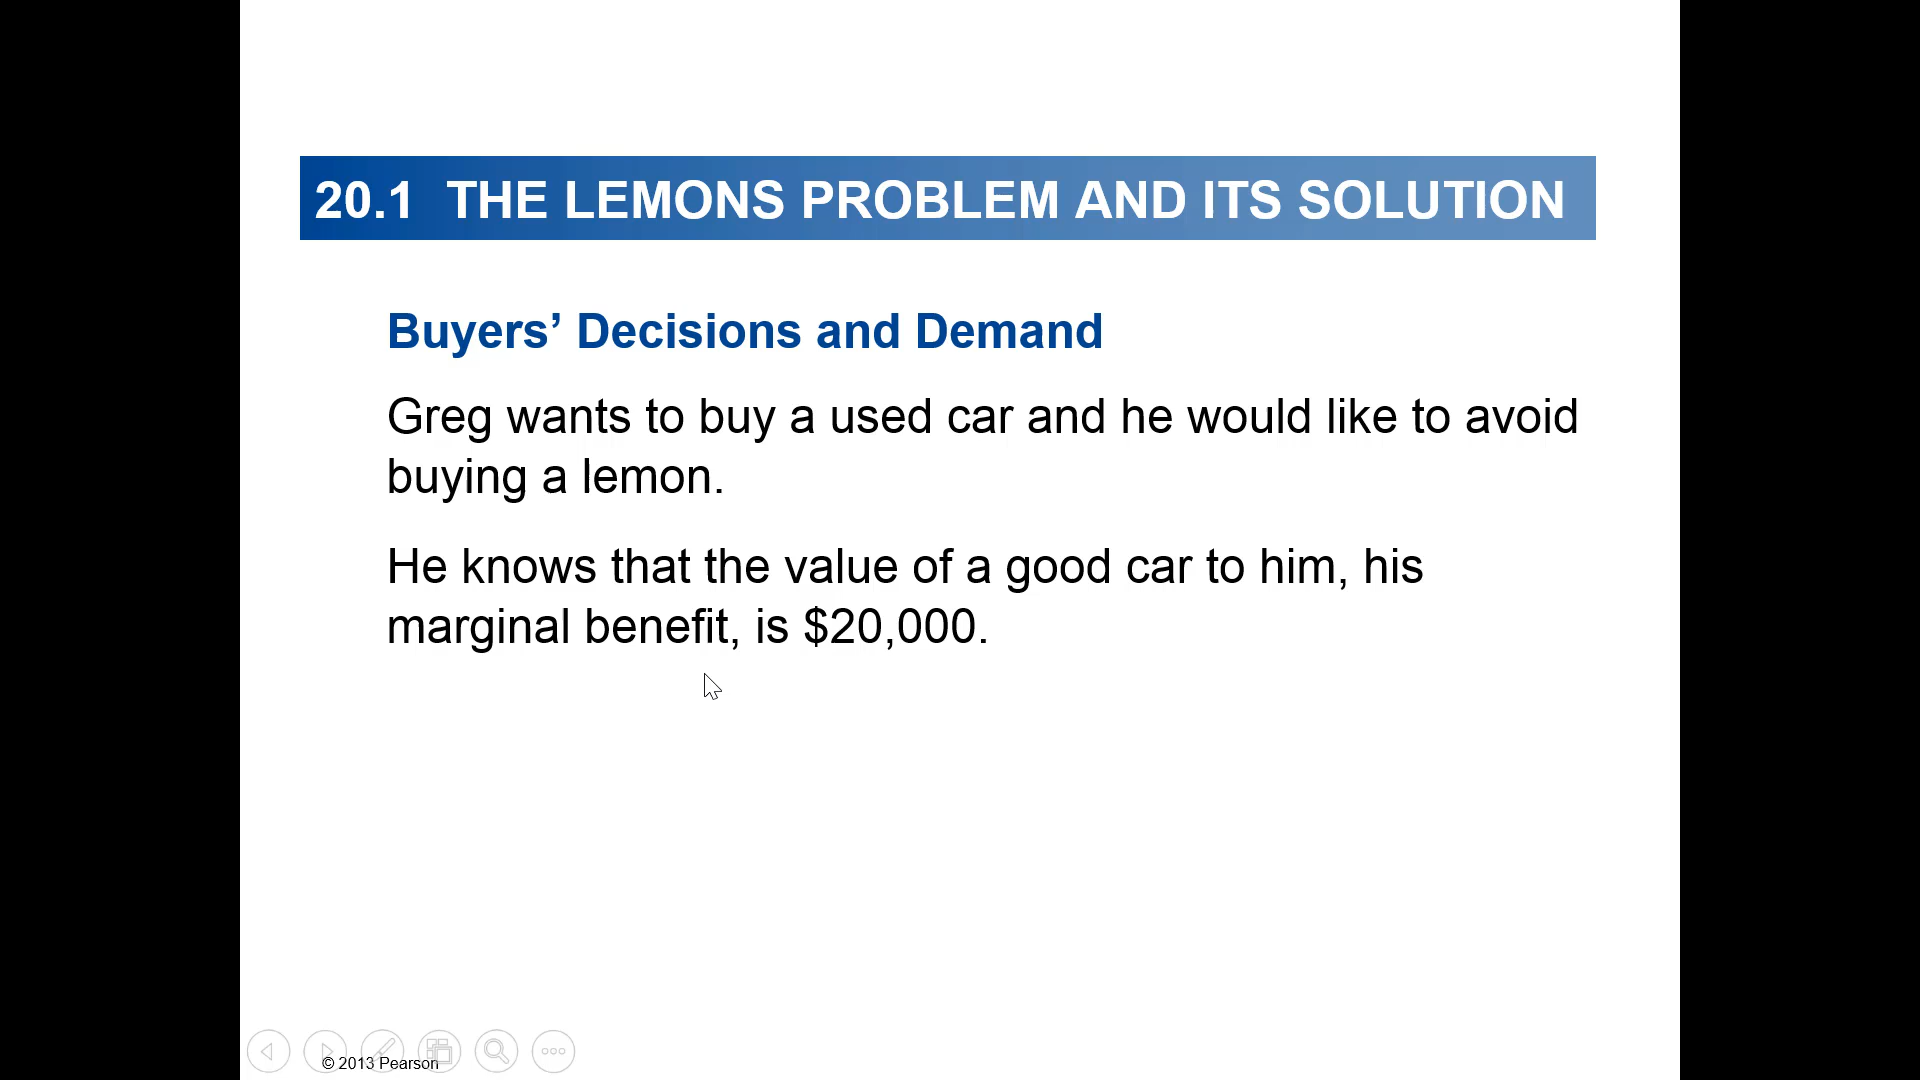 20.1 THE LEMONS PROBLEM AND ITS SOLUTION
Buyers’ Decisions and Demand
Greg wants to buy a used car and he would like to avoid
buying a lemon.
He knows that the value of a good car to him, his
marginal benefit, is $20,000.
© 2013 Pearson